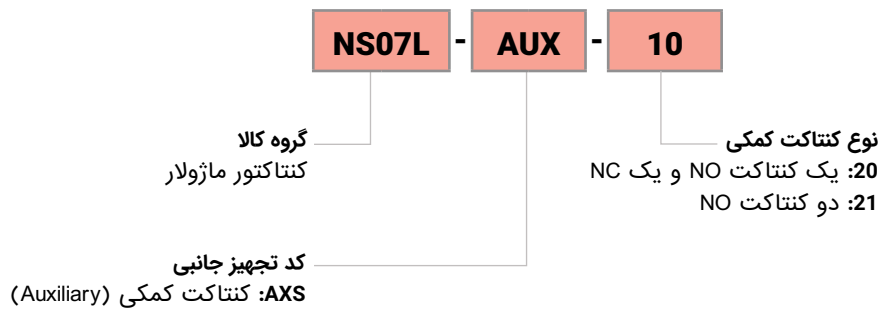 NS07L - AUX - 10
نوع کنتاکت کمکی
20: یک کنتاکت NO و یک NC
21: دو کنتاکت NO
گروه کالا
کنتاکتور ماژولار
کد تجهیز جانبی
AXS: کنتاکت کمکی (Auxiliary)